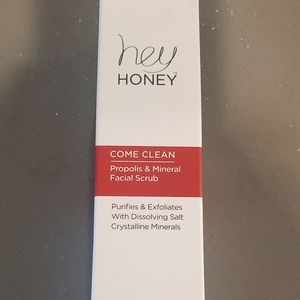 hey
HONEY
COME CLEAN
Propolis & Mineral
Facial Scrub
Purifies & Exfoliates
With Dissolving Salt
Crystalline Minerals